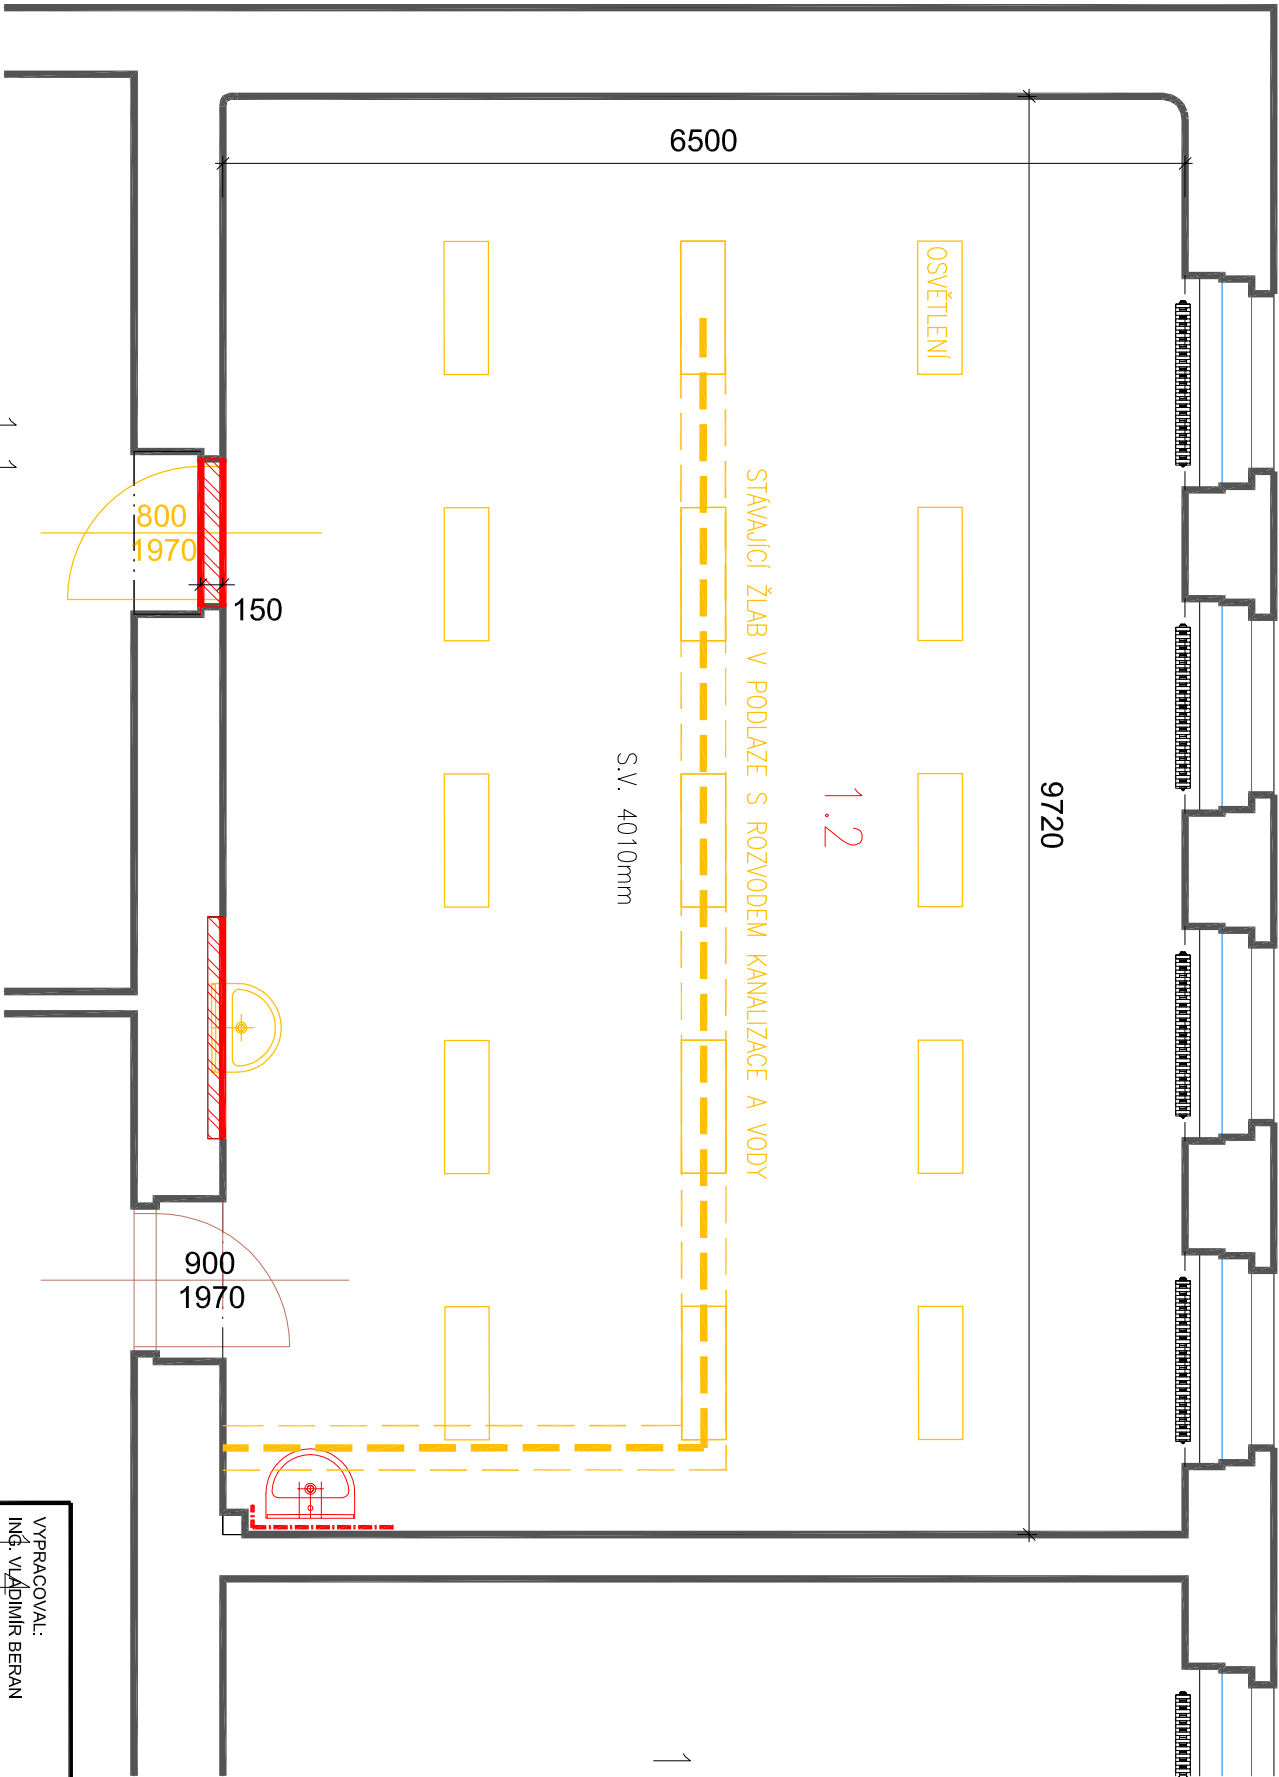 6500
OSVĚTLENÍ
STÁVAJÍCÍ ŽLAB V PODLAZE S ROZVODEM KANALIZACE A VODY
1.2
9720
S.V. 4010mm
800
1970
150
900
1970
VYPRACOVAL:
ING. VLADIMÍR BERAN
1